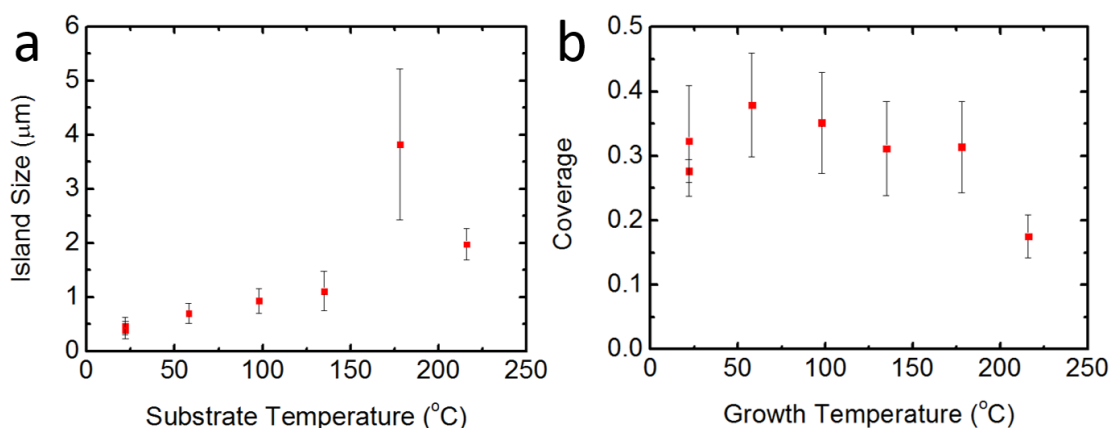 a
6
5
4
3
2
1
0
Island Size (μm)
0 50 100 150 200 250
Substrate Temperature (°C)
b
0.5
0.4
0.3
0.2
0.1
0.0
Coverage
0 50 100 150 200 250
Growth Temperature (°C)